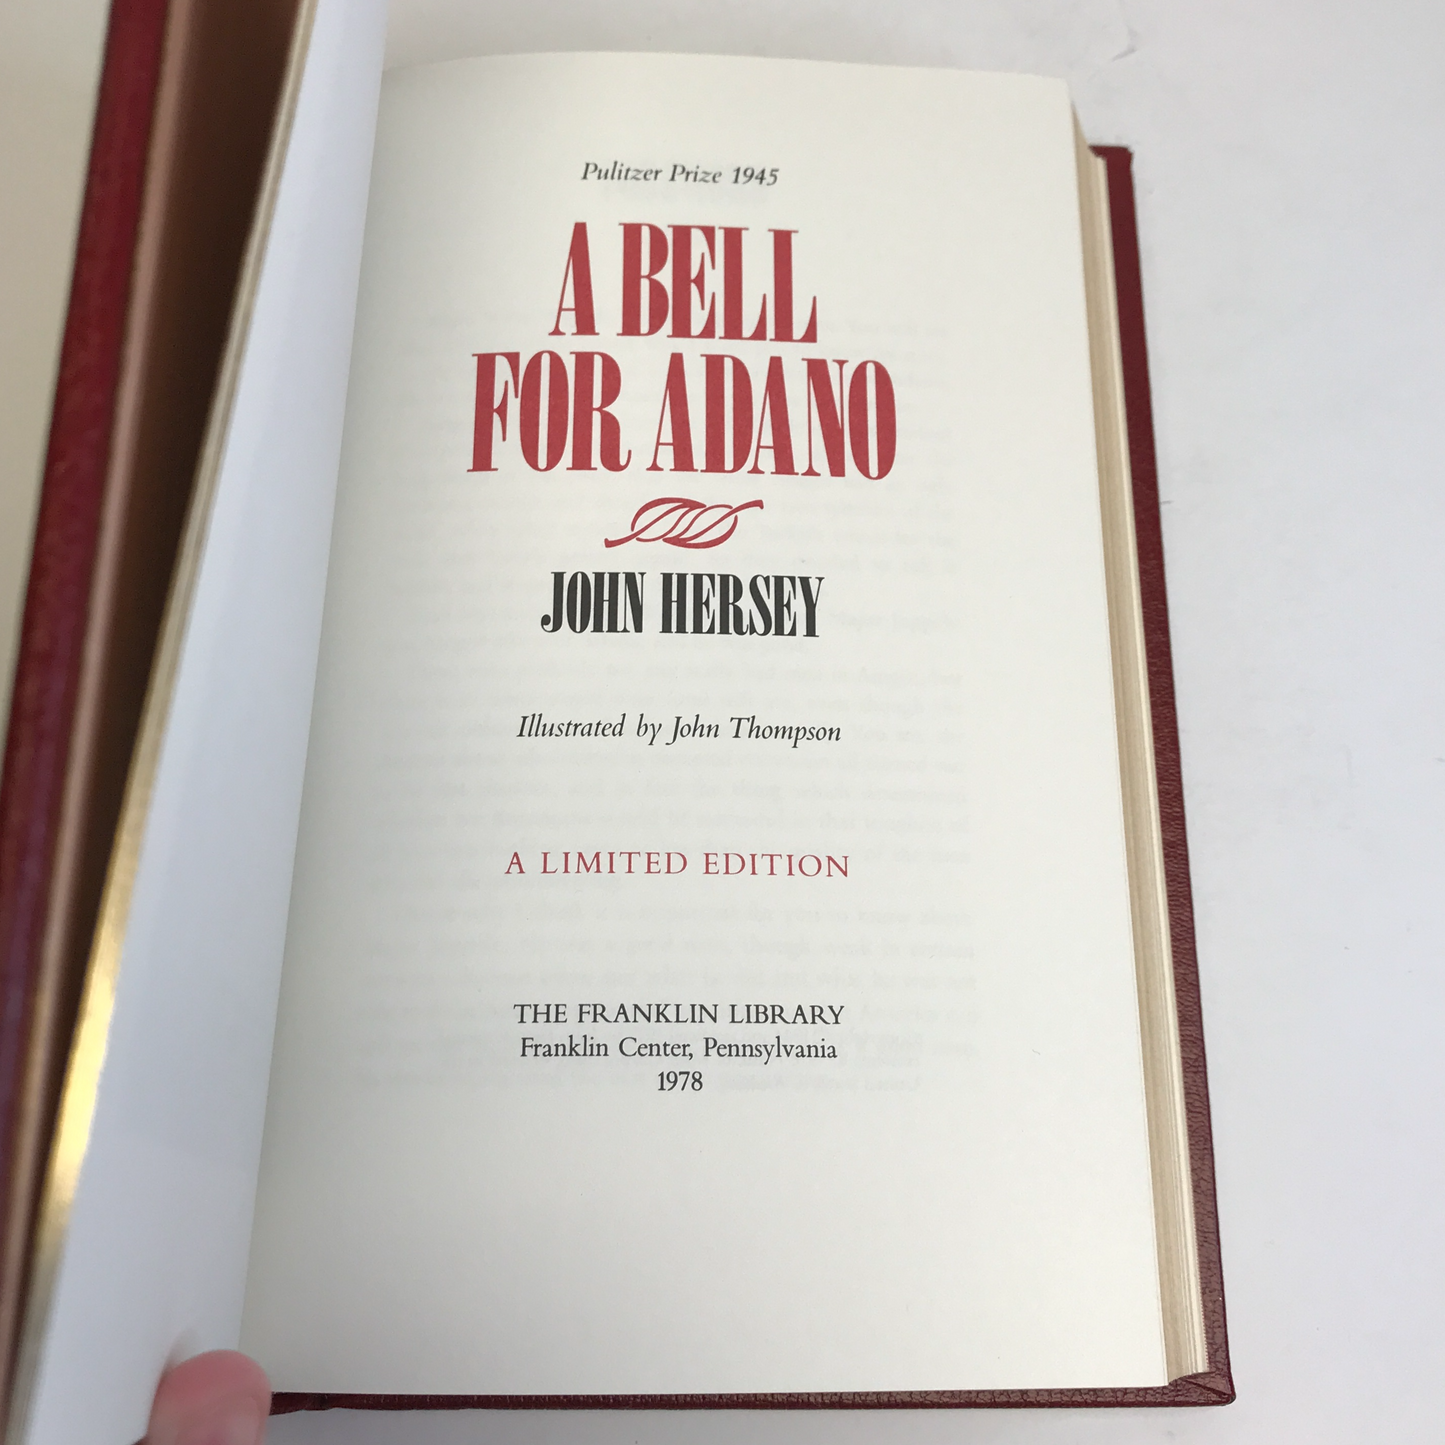 Pulitzer Prize 1945
A BELL
FOR ADANO
JOHN HERSEY
Illustrated by John Thompson
A LIMITED EDITION
THE FRANKLIN LIBRARY
Franklin Center, Pennsylvania
1978